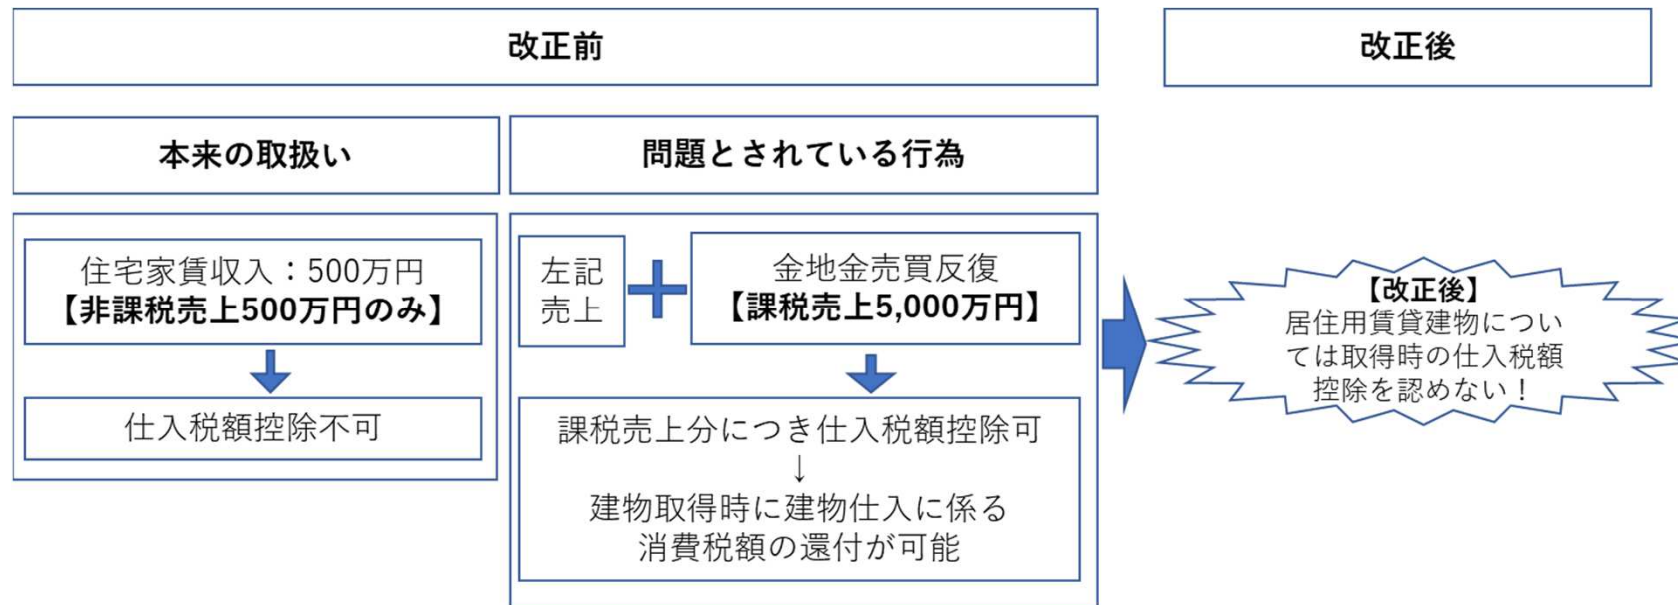 改正前
改正後
本来の取扱い
問題とされている行為
住宅家賃収入：500万円
【非課税売上500万円のみ】
仕入税額控除不可
左記
売上
金地金売買反復
【課税売上5,000万円】
課税売上分につき仕入税額控除可
↓
建物取得時に建物仕入に係る
消費税額の還付が可能
【改正後】
居住用賃貸建物につい
ては取得時の仕入税額
控除を認めない！